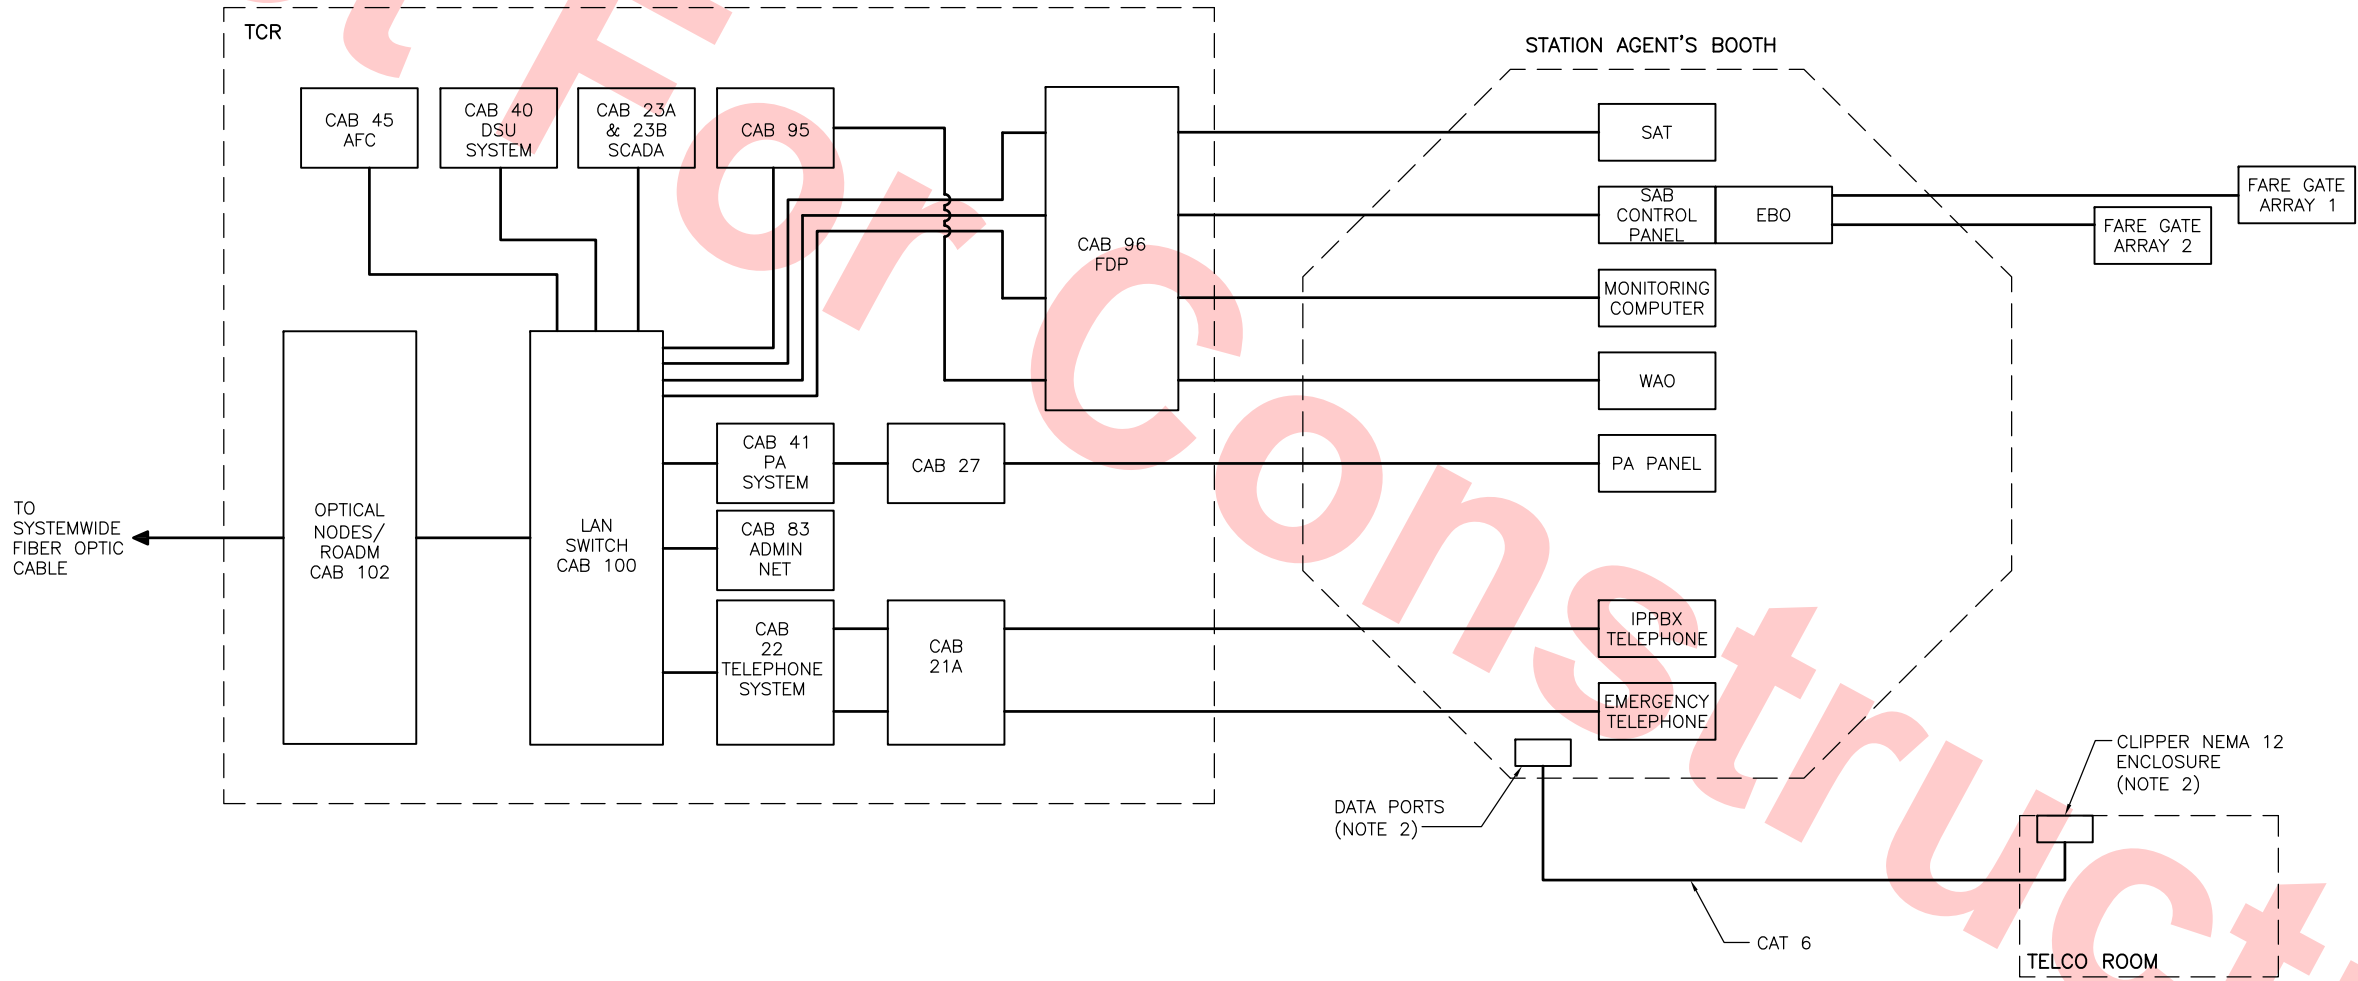 TCR
STATION AGENT'S BOOTH
CAB 45
AFC
CAB 40
DSU
SYSTEM
CAB 23A
& 23B
SCADA
CAB 95
CAB 96
FDP
SAT
SAB
CONTROL
PANEL
EBO
FARE GATE
ARRAY 1
FARE GATE
ARRAY 2
MONITORING
COMPUTER
WAO
PA PANEL
CAB 41
PA
SYSTEM
CAB 27
TO
SYSTEMWIDE
FIBER OPTIC
CABLE
OPTICAL
NODES/
ROADM
CAB 102
LAN
SWITCH
CAB 100
CAB 83
ADMIN
NET
CAB
22
TELEPHONE
SYSTEM
CAB
21A
IPPBX
TELEPHONE
EMERGENCY
TELEPHONE
DATA PORTS
(NOTE 2)
CLIPPER NEMA 12
ENCLOSURE
(NOTE 2)
CAT 6
TELCO ROOM
For Construct